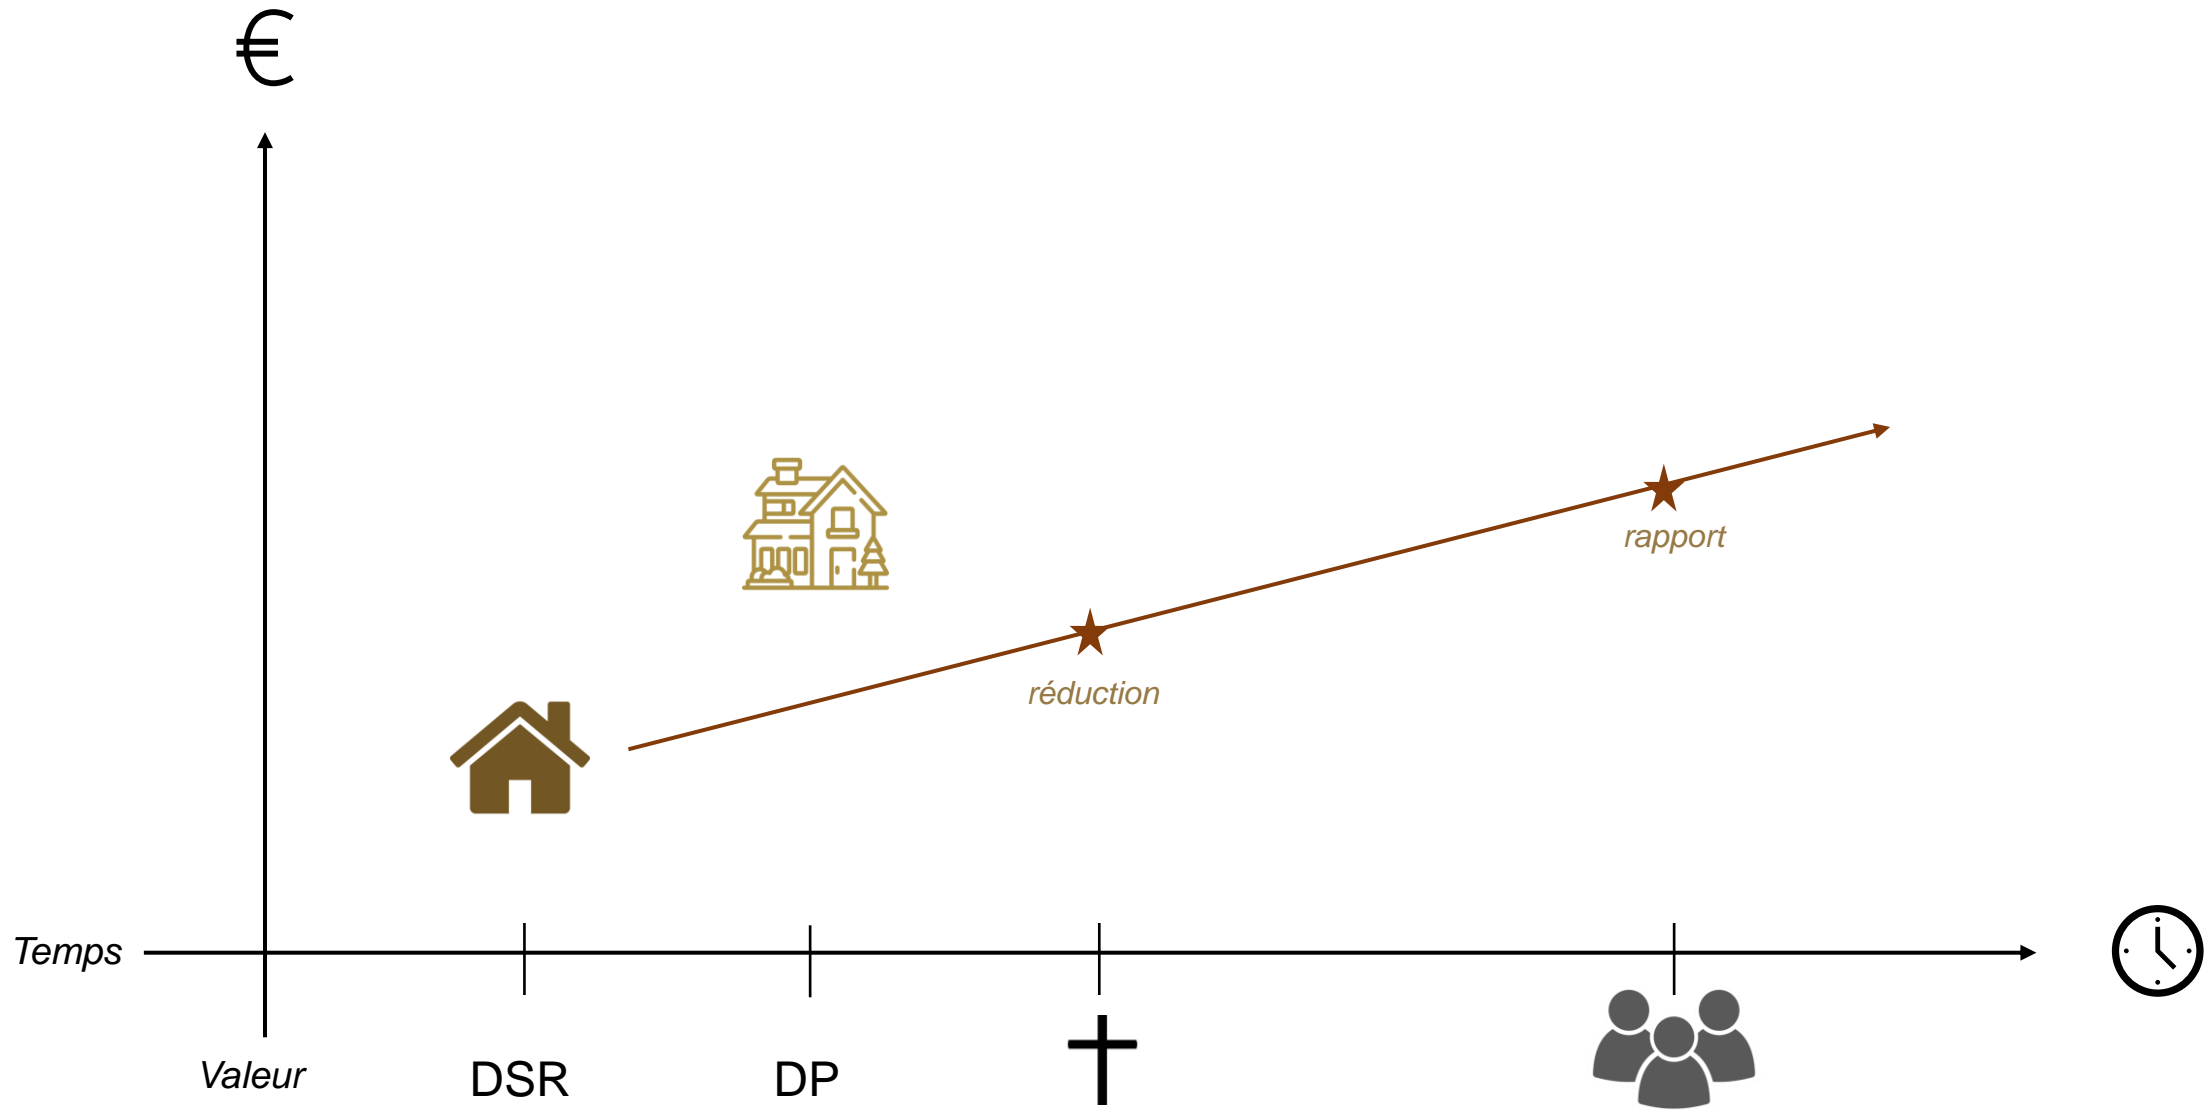 €
rapport
réduction
Temps
Valeur
DSR
DP